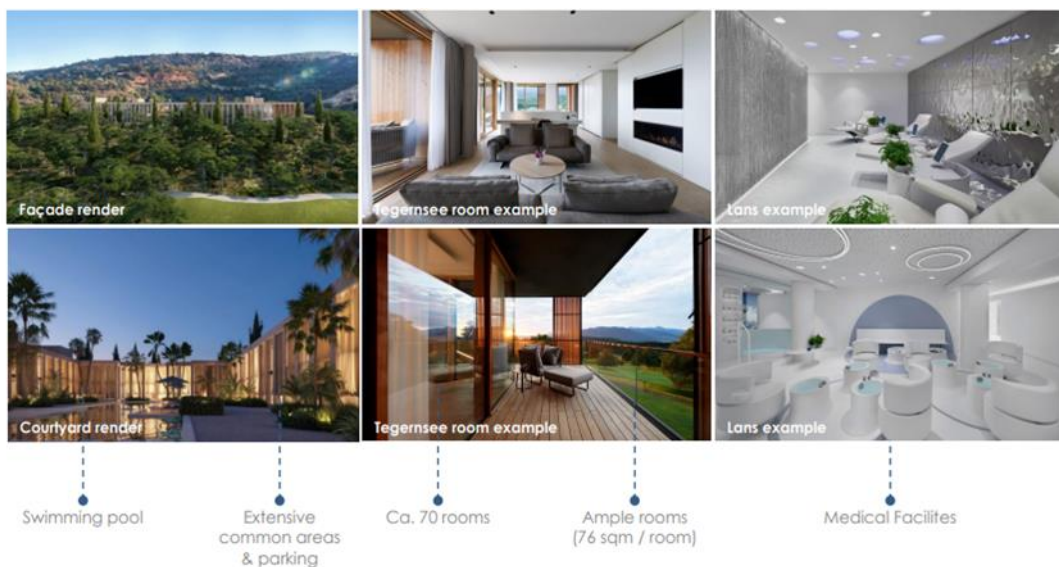 Façade render
Tegernsee room example
Lans example
Courtyard render
Tegernsee room example
Lans example
Swimming pool
Extensive
common areas
& parking
Ca. 70 rooms
Ample rooms
(76 sqm / room)
Medical Facilites